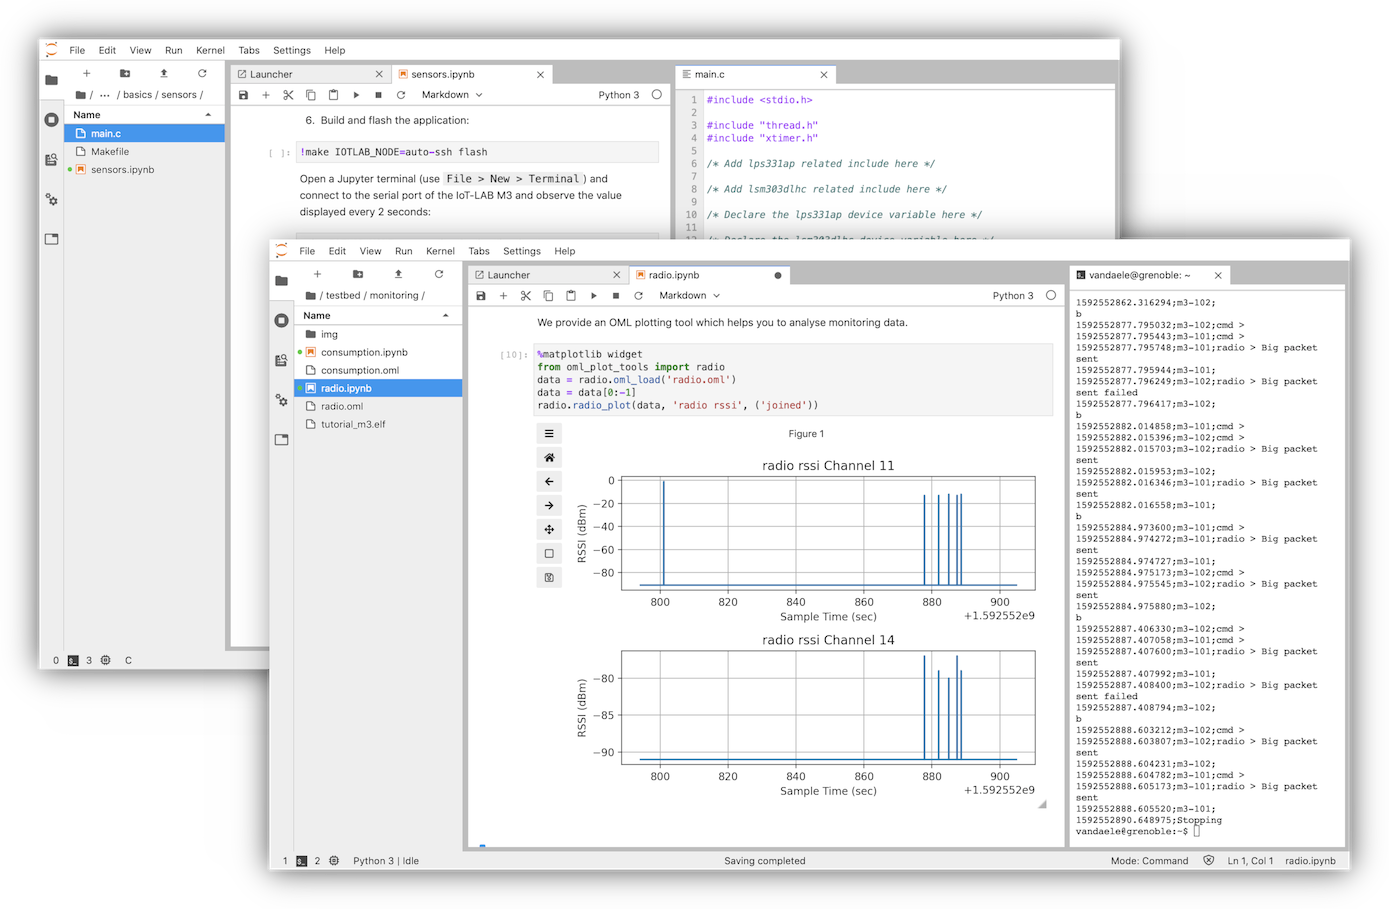 File Edit View Run Kernel Tabs Settings Help
/ ··· / basics / sensors /
Name
main.c
Makefile
sensors.ipynb
Launcher
sensors.ipynb
Markdown
Python 3
6. Build and flash the application:
[ ]: !make IOTLAB_NODE=auto-ssh flash
Open a Jupyter terminal (use File > New > Terminal ) and
connect to the serial port of the IoT-LAB M3 and observe the value
displayed every 2 seconds:
main.c
1 #include <stdio.h>
2
3 #include "thread.h"
4 #include "xtimer.h"
5
6 /* Add lps331ap related include here */
7
8 /* Add lsm303dlhc related include here */
9
10 /* Declare the lps331ap device variable here */
11
12 /* Declare the lsm303dlhc device variable here */
0 3 C
File Edit View Run Kernel Tabs Settings Help
/ testbed / monitoring /
Name
img
consumption.ipynb
consumption.oml
radio.ipynb
radio.oml
tutorial_m3.elf
Launcher
radio.ipynb
Markdown
Python 3
We provide an OML plotting tool which helps you to analyse monitoring data.
[10]: %matplotlib widget
from oml_plot_tools import radio
data = radio.oml_load('radio.oml')
data = data[0:-1]
radio.radio_plot(data, 'radio rssi', ('joined'))
Figure 1
radio rssi Channel 11
RSSI (dBm)
0
−20
−40
−60
−80
800 820 840 860 880 900
Sample Time (sec)
+1.592552e9
radio rssi Channel 14
RSSI (dBm)
−80
−85
−90
800 820 840 860 880 900
Sample Time (sec)
+1.592552e9
vandaele@grenoble: ~
1592552862.316294;m3-102;
b
1592552877.795032;m3-102;cmd >
1592552877.795443;m3-101;cmd >
1592552877.795748;m3-101;radio > Big packet
sent
1592552877.795944;m3-101;
1592552877.796249;m3-102;radio > Big packet
sent failed
1592552877.796417;m3-102;
b
1592552882.014858;m3-101;cmd >
1592552882.015396;m3-102;cmd >
1592552882.015703;m3-102;radio > Big packet
sent
1592552882.015953;m3-102;
1592552882.016346;m3-101;radio > Big packet
sent
1592552882.016558;m3-101;
b
1592552884.973600;m3-101;cmd >
1592552884.974272;m3-101;radio > Big packet
sent
1592552884.974727;m3-101;
1592552884.975173;m3-102;cmd >
1592552884.975545;m3-102;radio > Big packet
sent
1592552884.975880;m3-102;
b
1592552887.406330;m3-102;cmd >
1592552887.407058;m3-101;cmd >
1592552887.407600;m3-101;radio > Big packet
sent
1592552887.407992;m3-101;
1592552887.408400;m3-102;radio > Big packet
sent failed
1592552887.408794;m3-102;
b
1592552888.603212;m3-102;cmd >
1592552888.603807;m3-102;radio > Big packet
sent
1592552888.604231;m3-102;
1592552888.604782;m3-101;cmd >
1592552888.605173;m3-101;radio > Big packet
sent
1592552888.605520;m3-101;
1592552890.648975;Stopping
vandaele@grenoble:~$
1 2 Python 3 | Idle
Saving completed
Mode: Command
Ln 1, Col 1 radio.ipynb